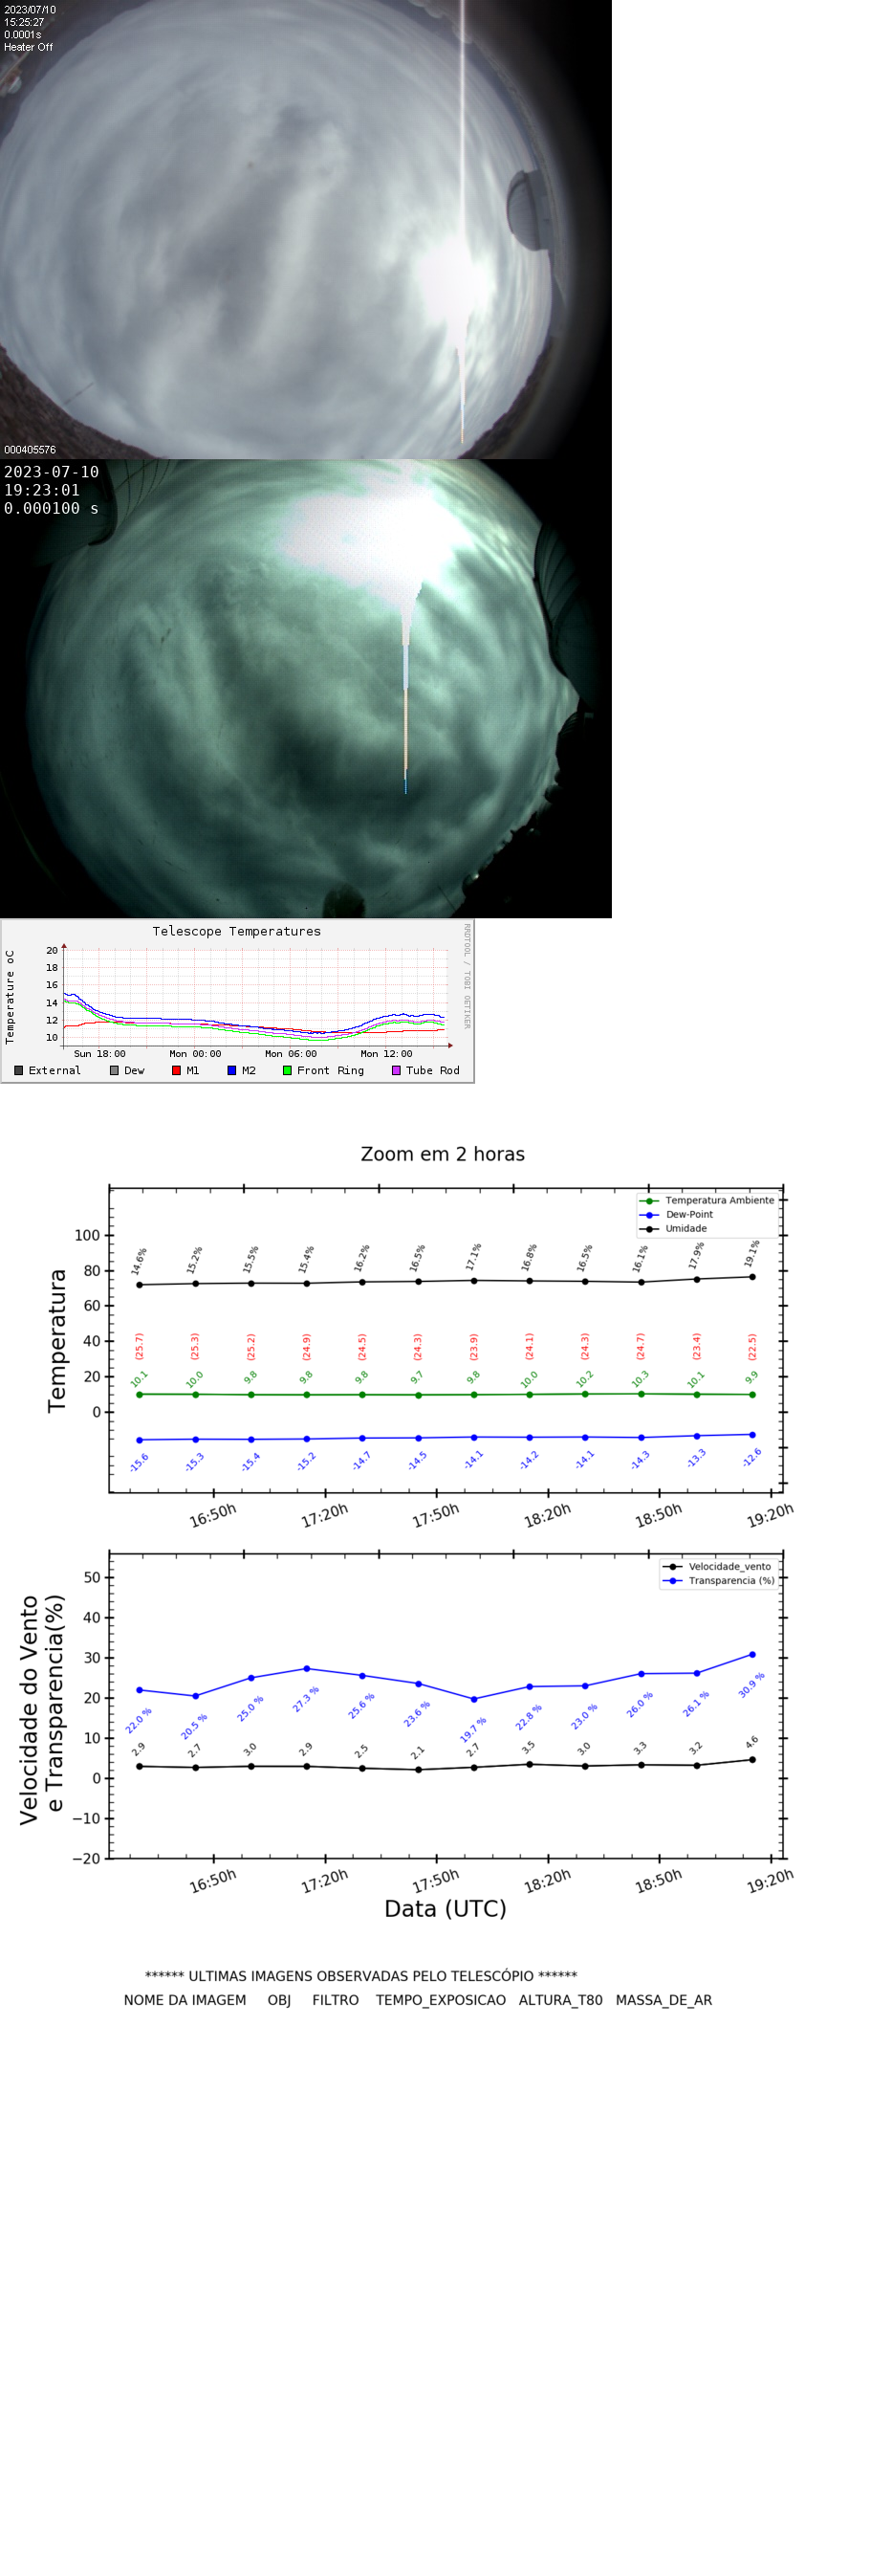 2023/07/10
15:25:27
0.0001s
Heater Off
000405576
2023-07-10
19:23:01
0.000100 s
Telescope Temperatures
RRDTOOL / TOBI OETIKER
Temperature oC
20
18
16
14
12
10
Sun 18:00 Mon 00:00 Mon 06:00 Mon 12:00
External Dew M1 M2 Front Ring Tube Rod
Zoom em 2 horas
Temperatura Ambiente
Dew-Point
Umidade
Temperatura
100
80
60
40
20
0
14.6% 15.2% 15.5% 15.4% 16.2% 16.5% 17.1% 16.8% 16.5% 16.1% 17.9% 19.1%
(25.7) (25.3) (25.2) (24.9) (24.5) (24.3) (23.9) (24.1) (24.3) (24.7) (23.4) (22.5)
10.1 10.0 9.8 9.8 9.8 9.7 9.8 10.0 10.2 10.3 10.1 9.9
-15.6 -15.3 -15.4 -15.2 -14.7 -14.5 -14.1 -14.2 -14.1 -14.3 -13.3 -12.6
16:50h 17:20h 17:50h 18:20h 18:50h 19:20h
Velocidade_vento
Transparencia (%)
Velocidade do Vento
e Transparencia(%)
50
40
30
20
10
0
−10
−20
22.0 % 20.5 % 25.0 % 27.3 % 25.6 % 23.6 % 19.7 % 22.8 % 23.0 % 26.0 % 26.1 % 30.9 %
2.9 2.7 3.0 2.9 2.5 2.1 2.7 3.5 3.0 3.3 3.2 4.6
16:50h 17:20h 17:50h 18:20h 18:50h 19:20h
Data (UTC)
****** ULTIMAS IMAGENS OBSERVADAS PELO TELESCÓPIO ******
NOME DA IMAGEM OBJ FILTRO TEMPO_EXPOSICAO ALTURA_T80 MASSA_DE_AR